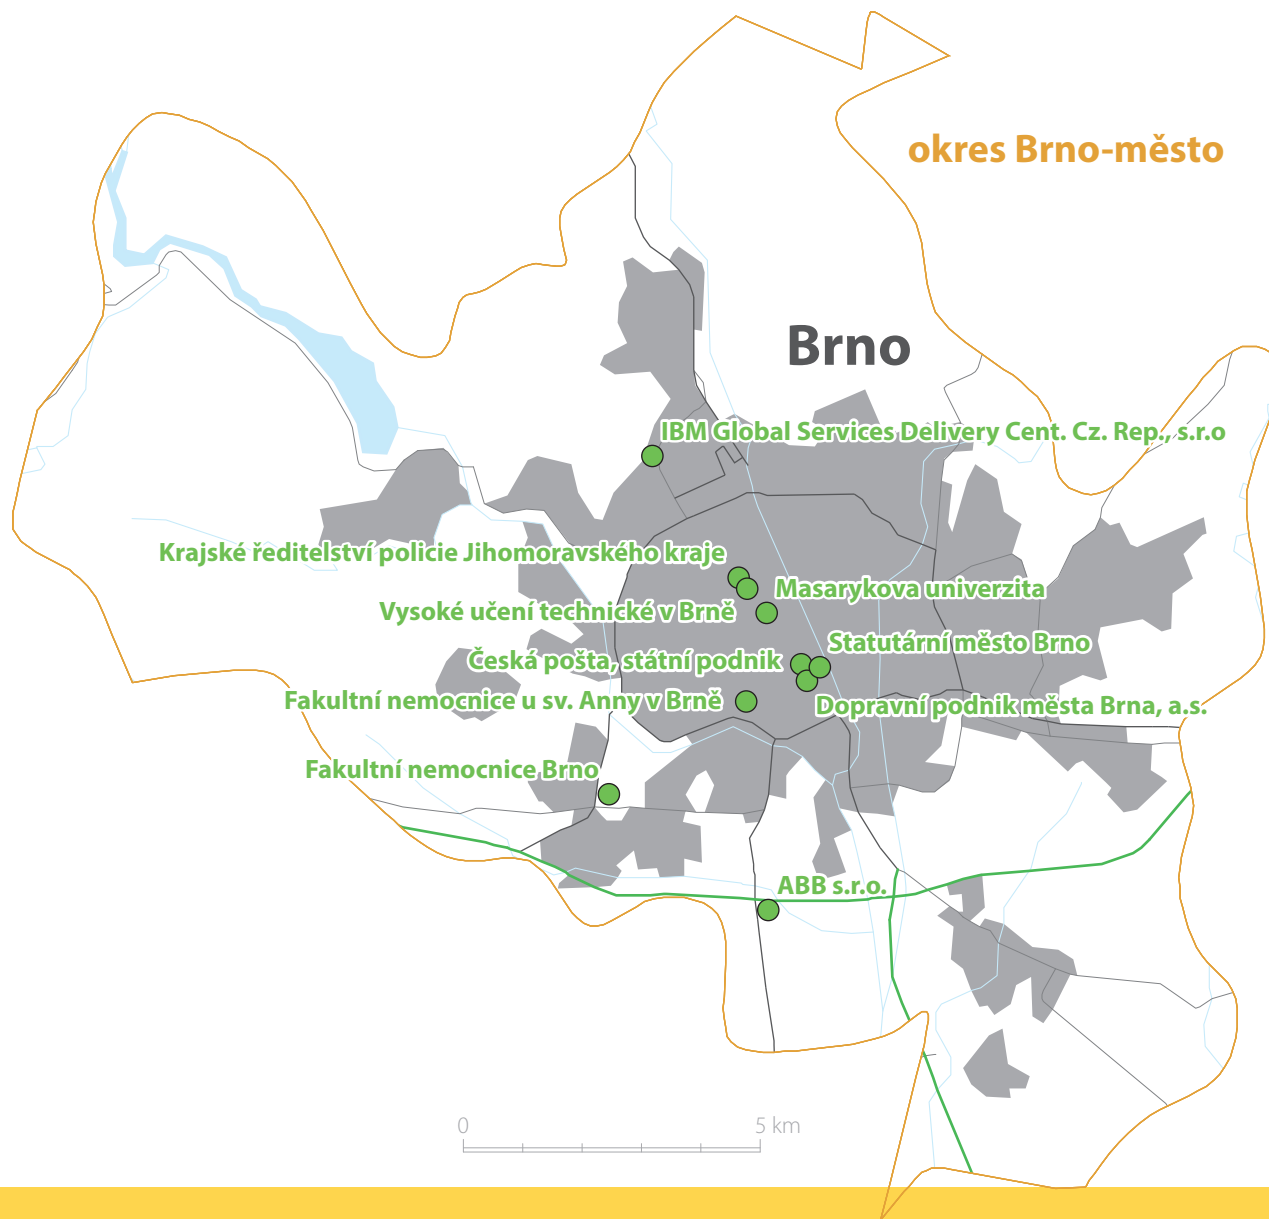 okres Brno-město
Brno
IBM Global Services Delivery Cent. Cz. Rep., s.r.o
Krajské ředitelství policie Jihomoravského kraje
Masarykova univerzita
Vysoké učení technické v Brně
Statutární město Brno
Česká pošta, státní podnik
Fakultní nemocnice u sv. Anny v Brně
Dopravní podnik města Brna, a.s.
Fakultní nemocnice Brno
ABB s.r.o.
0 5 km